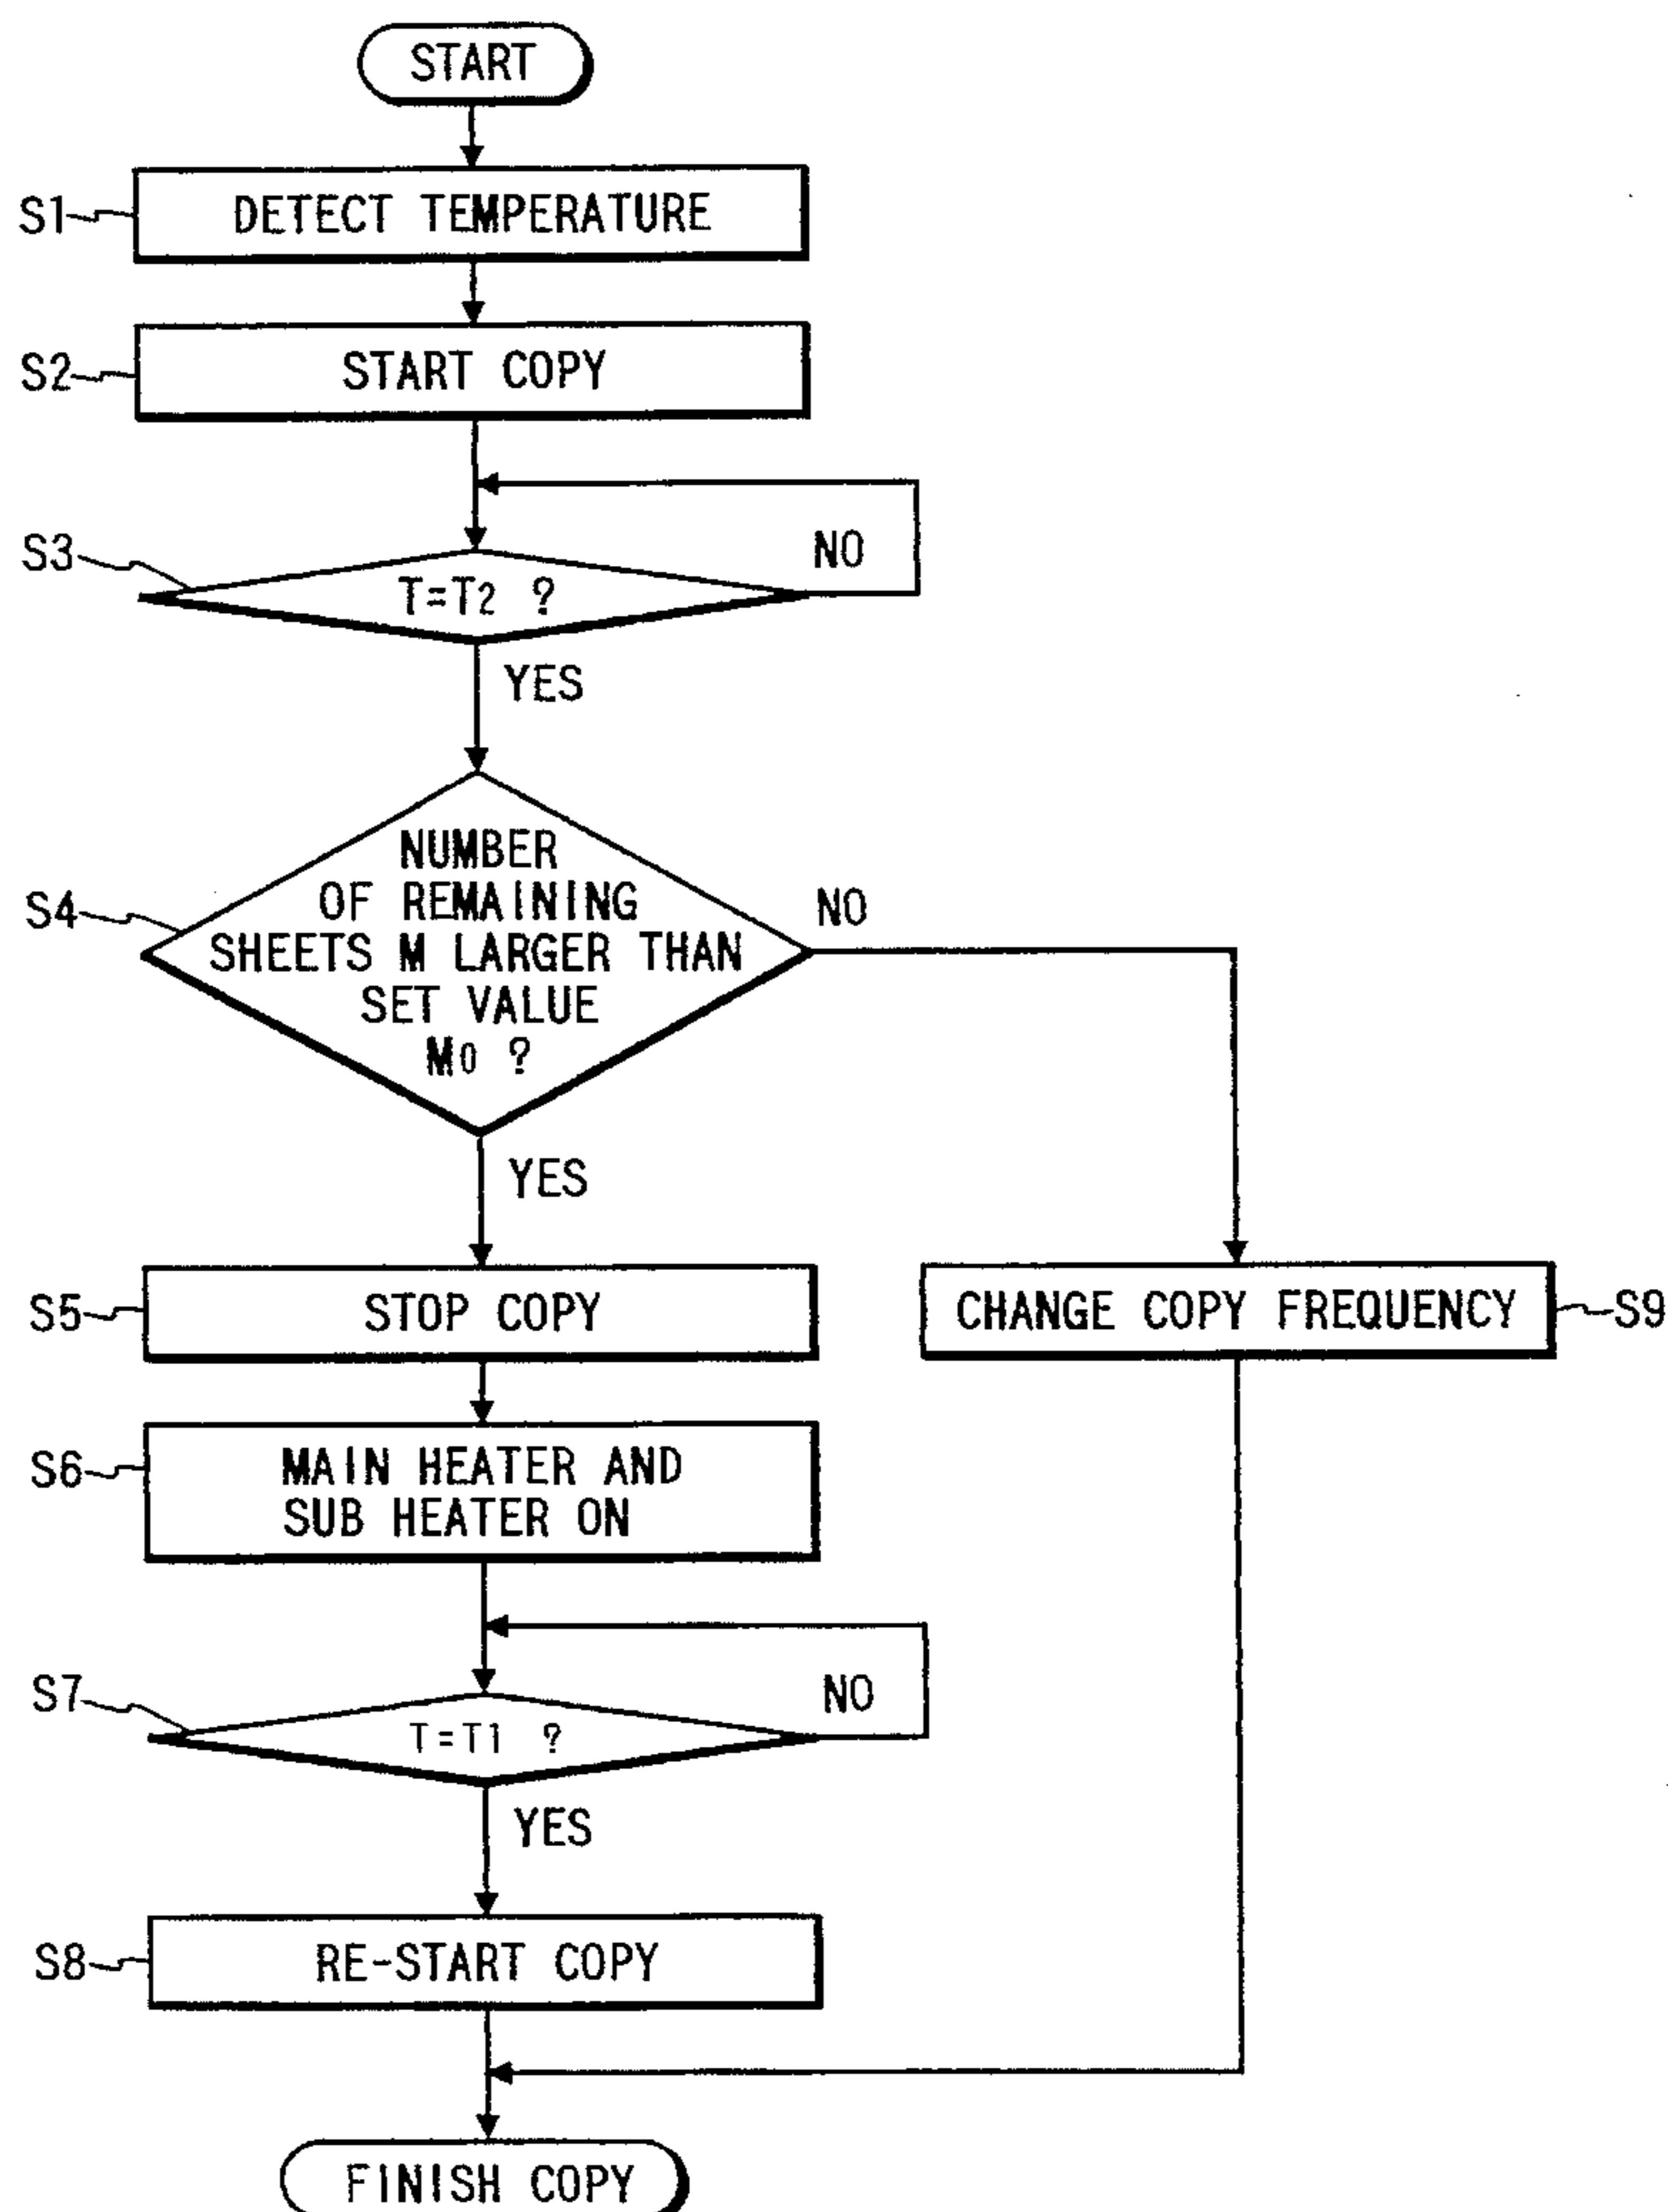 START
S1
DETECT TEMPERATURE
S2
START COPY
S3
T=T2 ?
NO
YES
S4
NUMBER
OF REMAINING
SHEETS M LARGER THAN
SET VALUE
M0 ?
NO
YES
S5
STOP COPY
CHANGE COPY FREQUENCY
S9
S6
MAIN HEATER AND
SUB HEATER ON
S7
T=T1 ?
NO
YES
S8
RE-START COPY
FINISH COPY